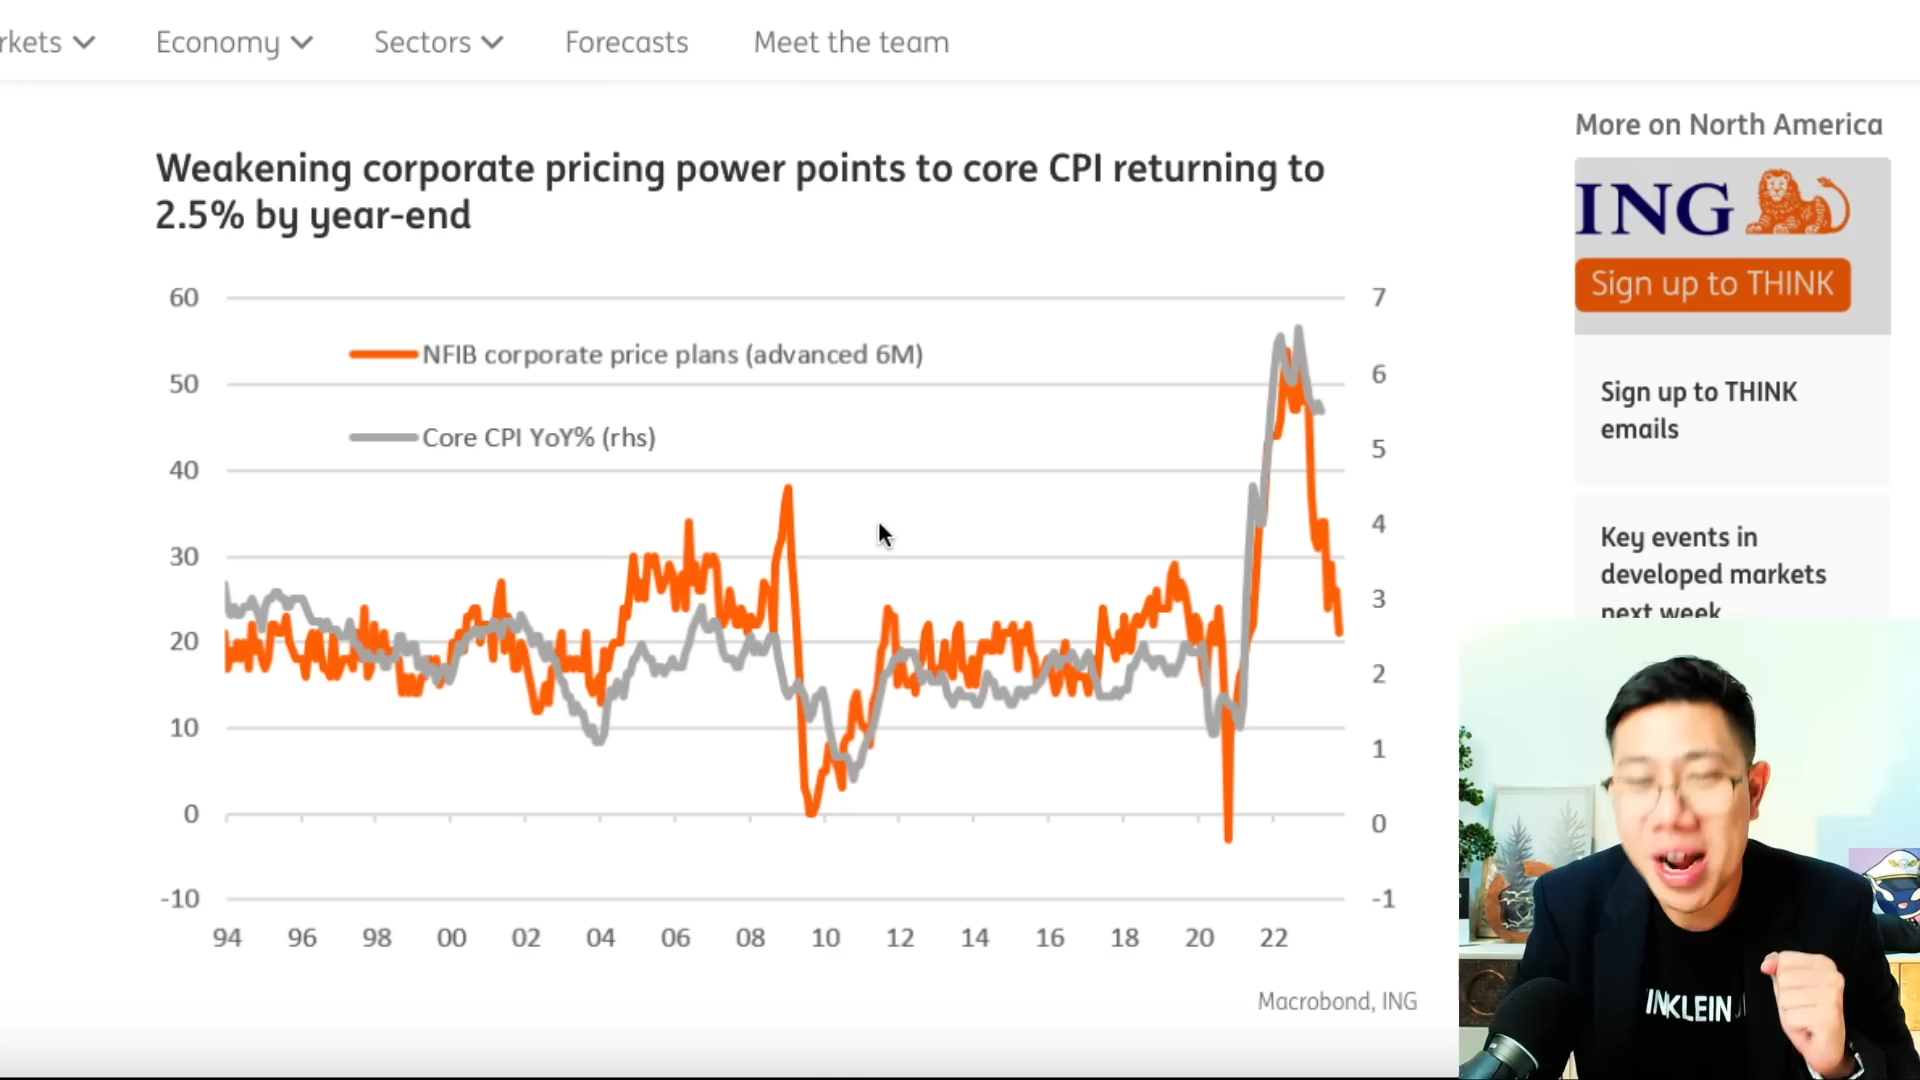 rkets
Economy
Sectors
Forecasts
Meet the team
Weakening corporate pricing power points to core CPI returning to
2.5% by year-end
60
50
40
30
20
10
0
-10
NFIB corporate price plans (advanced 6M)
Core CPI YoY% (rhs)
7
6
5
4
3
2
1
0
-1
94 96 98 00 02 04 06 08 10 12 14 16 18 20 22
Macrobond, ING
More on North America
ING
Sign up to THINK
Sign up to THINK
emails
Key events in
developed markets
next week
INKLEIN